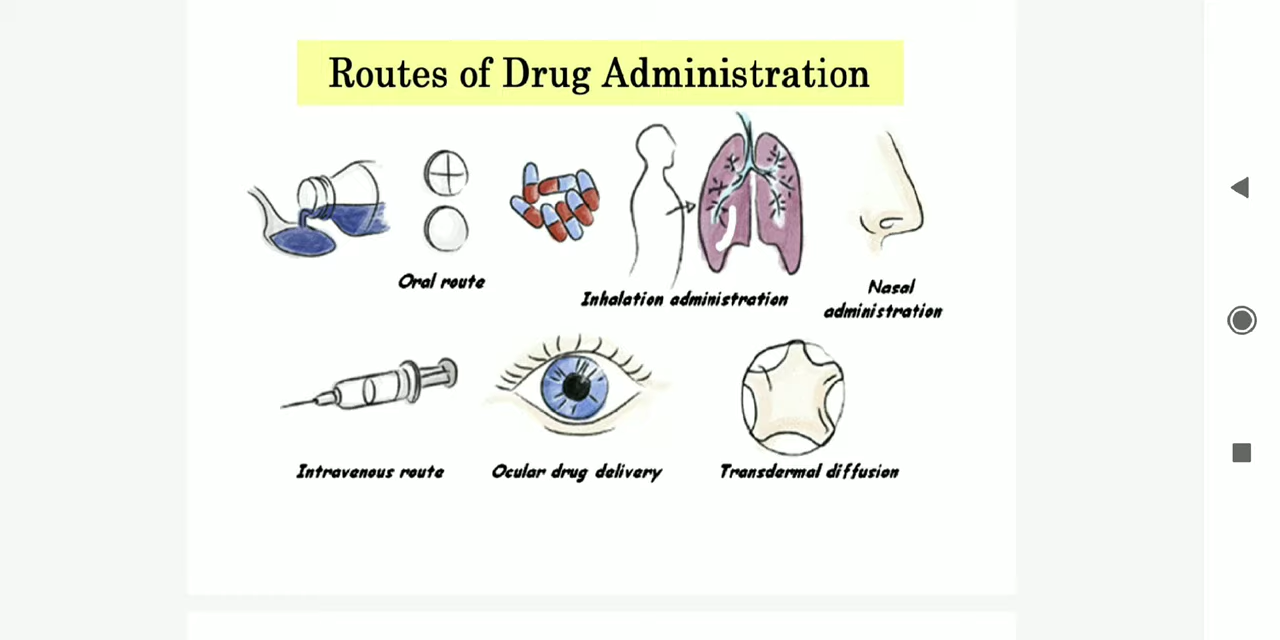 Routes of Drug Administration
Oral route
Inhalation administration
Nasal
administration
Intravenous route
Ocular drug delivery
Transdermal diffusion